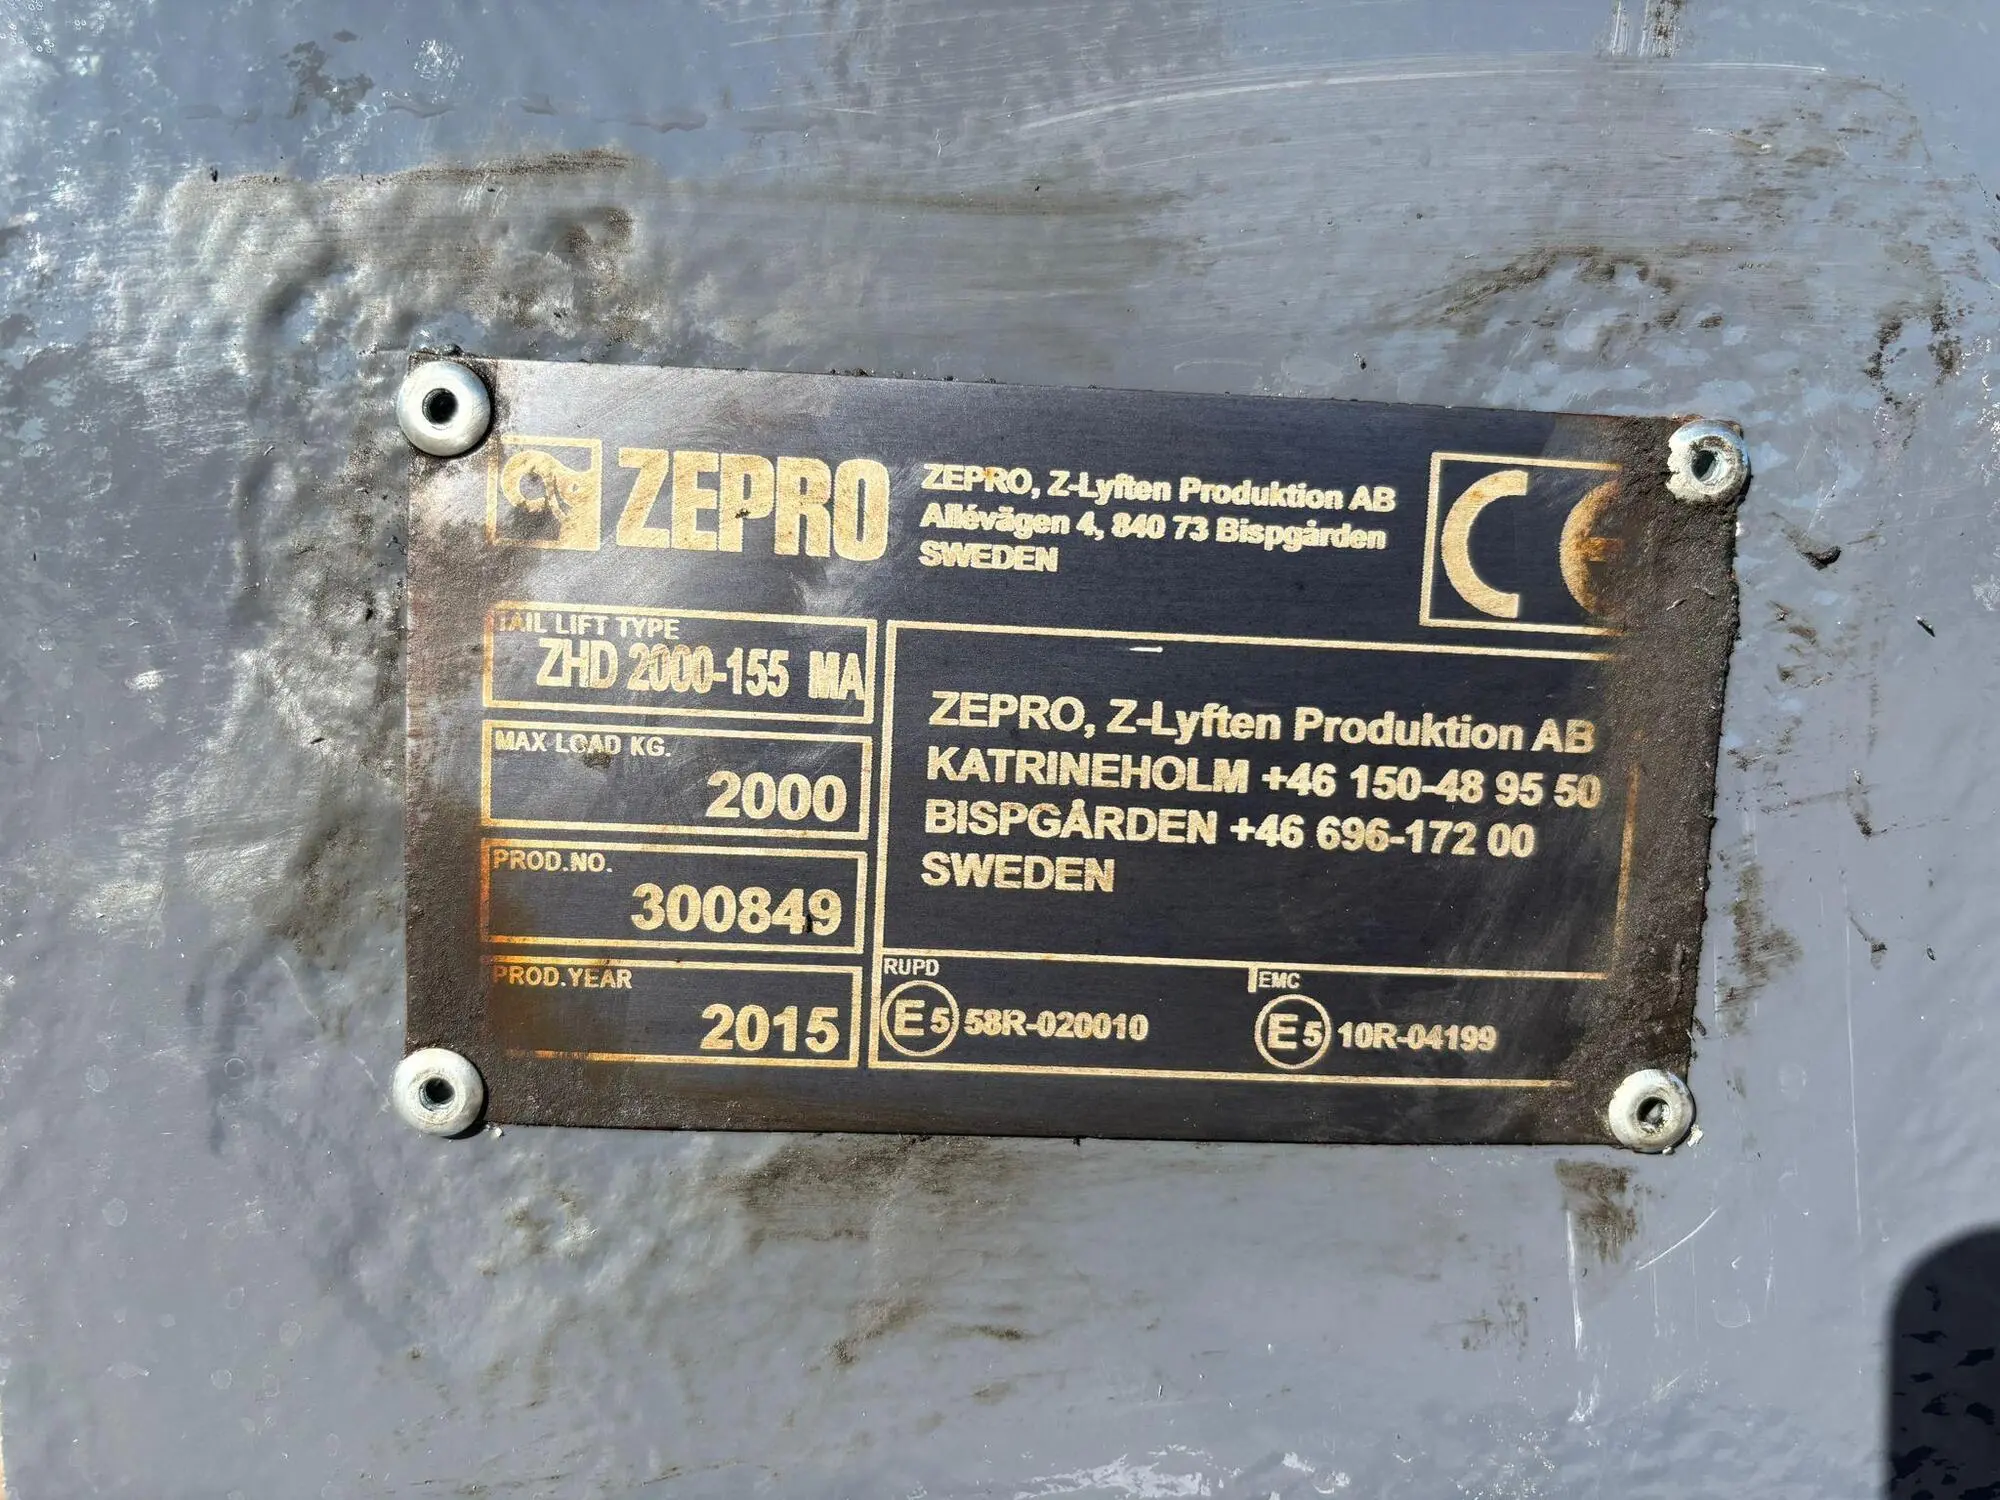 ZEPRO
ZEPRO, Z-Lyften Produktion AB
Allévägen 4, 840 73 Bispgården
SWEDEN
CE
TAIL LIFT TYPE
ZHD 2000-155 MA
MAX LOAD KG.
2000
PROD.NO.
300849
PROD.YEAR
2015
ZEPRO, Z-Lyften Produktion AB
KATRINEHOLM +46 150-48 95 50
BISPGÅRDEN +46 696-172 00
SWEDEN
RUPD
E5 58R-020010
EMC
E5 10R-04199